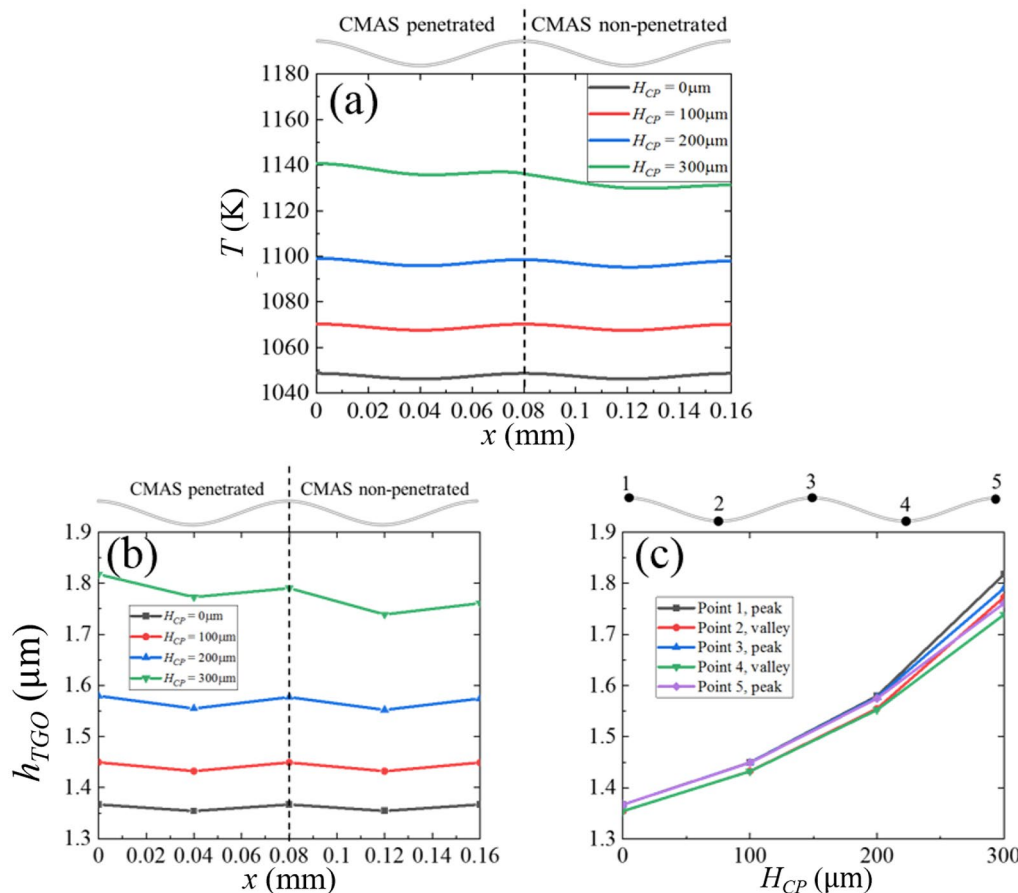 CMAS penetrated CMAS non-penetrated
(a)
H_CP = 0μm
H_CP = 100μm
H_CP = 200μm
H_CP = 300μm
T (K)
1180
1160
1140
1120
1100
1080
1060
1040
0 0.02 0.04 0.06 0.08 0.1 0.12 0.14 0.16
x (mm)
CMAS penetrated CMAS non-penetrated
(b)
H_CP = 0μm
H_CP = 100μm
H_CP = 200μm
H_CP = 300μm
h_TGO (μm)
1.9
1.8
1.7
1.6
1.5
1.4
1.3
0 0.02 0.04 0.06 0.08 0.1 0.12 0.14 0.16
x (mm)
1 2 3 4 5
(c)
Point 1, peak
Point 2, valley
Point 3, peak
Point 4, valley
Point 5, peak
1.9
1.8
1.7
1.6
1.5
1.4
1.3
0 100 200 300
H_CP (μm)